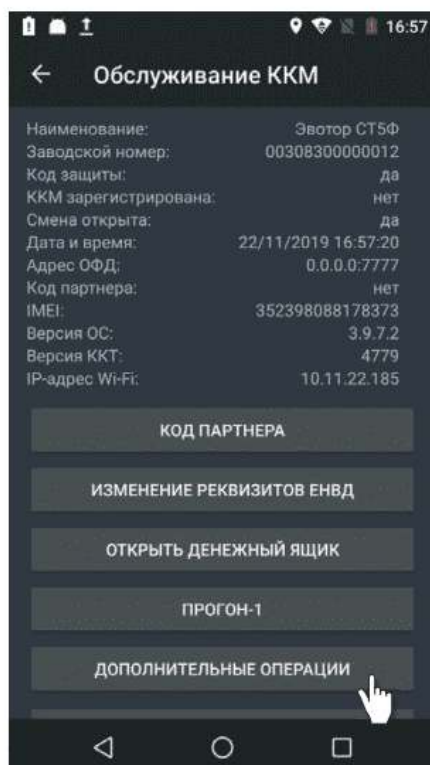 16:57
Обслуживание ККМ
Наименование: Эвотор СТ5Ф
Заводской номер: 00308300000012
Код защиты: да
ККМ зарегистрирована: нет
Смена открыта: да
Дата и время: 22/11/2019 16:57:20
Адрес ОФД: 0.0.0.0:7777
Код партнера: нет
IMEI: 352398088178373
Версия ОС: 3.9.7.2
Версия ККТ: 4779
IP-адрес Wi-Fi: 10.11.22.185
КОД ПАРТНЕРА
ИЗМЕНЕНИЕ РЕКВИЗИТОВ ЕНВД
ОТКРЫТЬ ДЕНЕЖНЫЙ ЯЩИК
ПРОГОН-1
ДОПОЛНИТЕЛЬНЫЕ ОПЕРАЦИИ